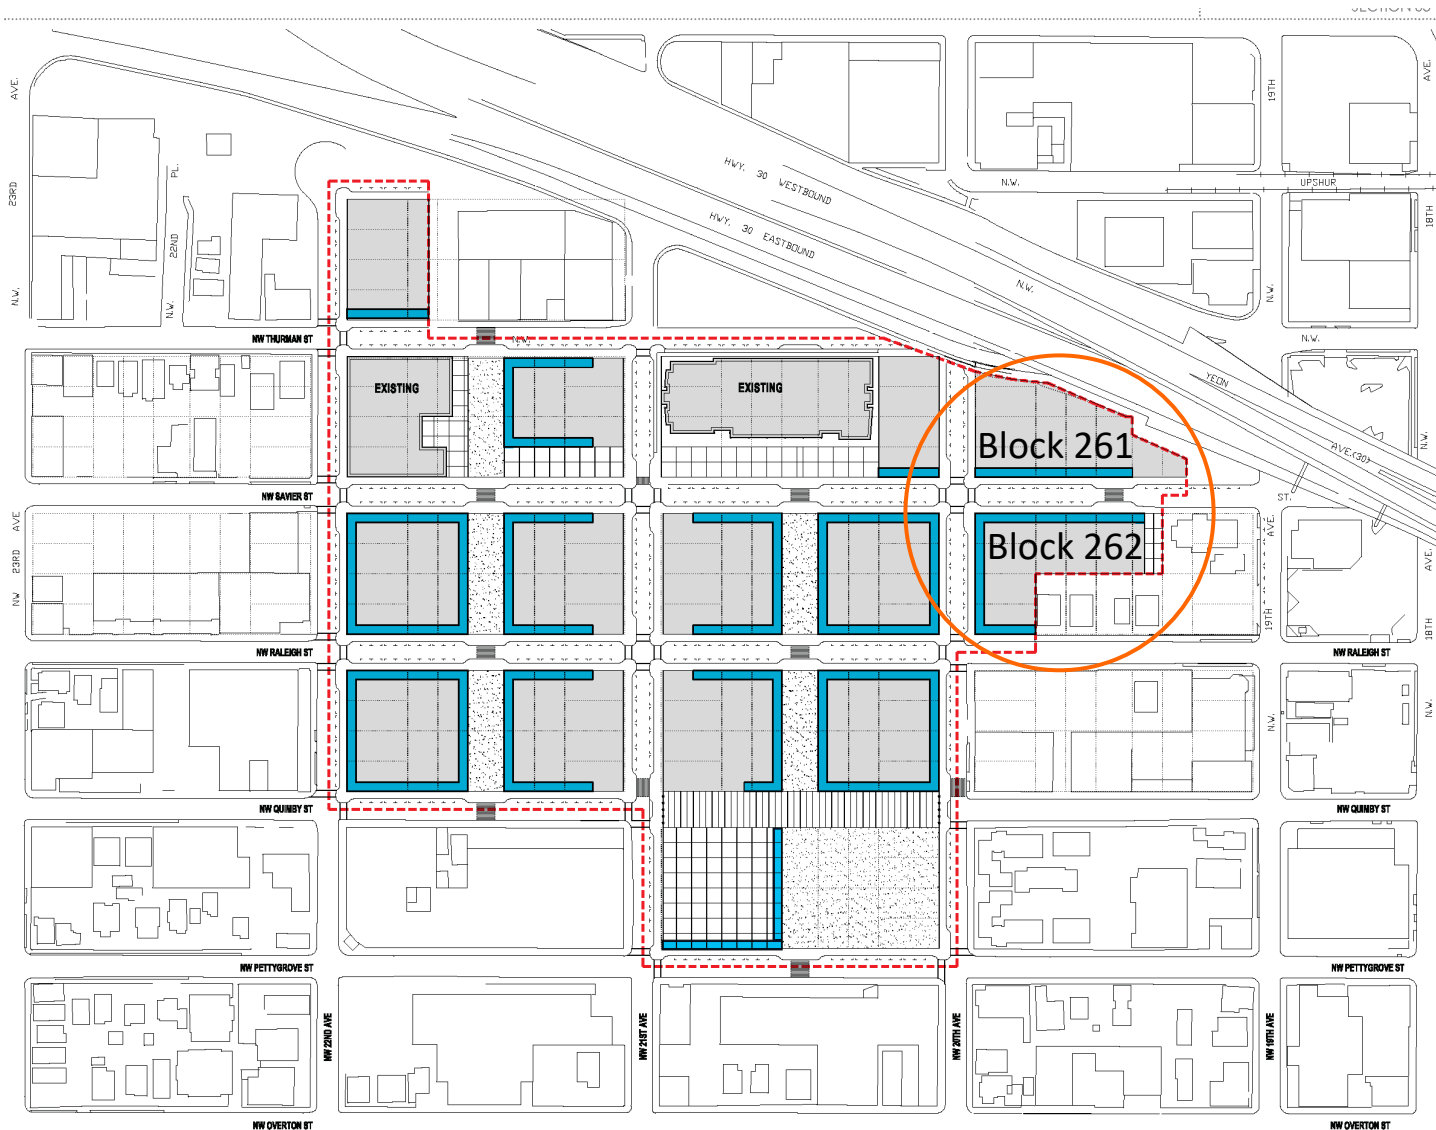 AVE.
23RD
N.W.
PL.
22ND
N.W.
HWY. 30 WESTBOUND
HWY. 30 EASTBOUND
N.W.
19TH
AVE.
N.W.
UPSHUR
18TH
N.W.
N.W.
NW THURMAN ST
N.W.
N.W.
YEON
AVE.(30)
N.W.
EXISTING
EXISTING
Block 261
NW SAVIER ST
ST.
AVE
23RD
NW
Block 262
AVE.
19TH
AVE.
18TH
NW RALEIGH ST
NW RALEIGH ST
N.W.
N.W.
NW QUIMBY ST
NW QUIMBY ST
NW PETTYGROVE ST
NW PETTYGROVE ST
NW 22ND AVE
NW 21ST AVE
NW 20TH AVE
NW 19TH AVE
NW OVERTON ST
NW OVERTON ST